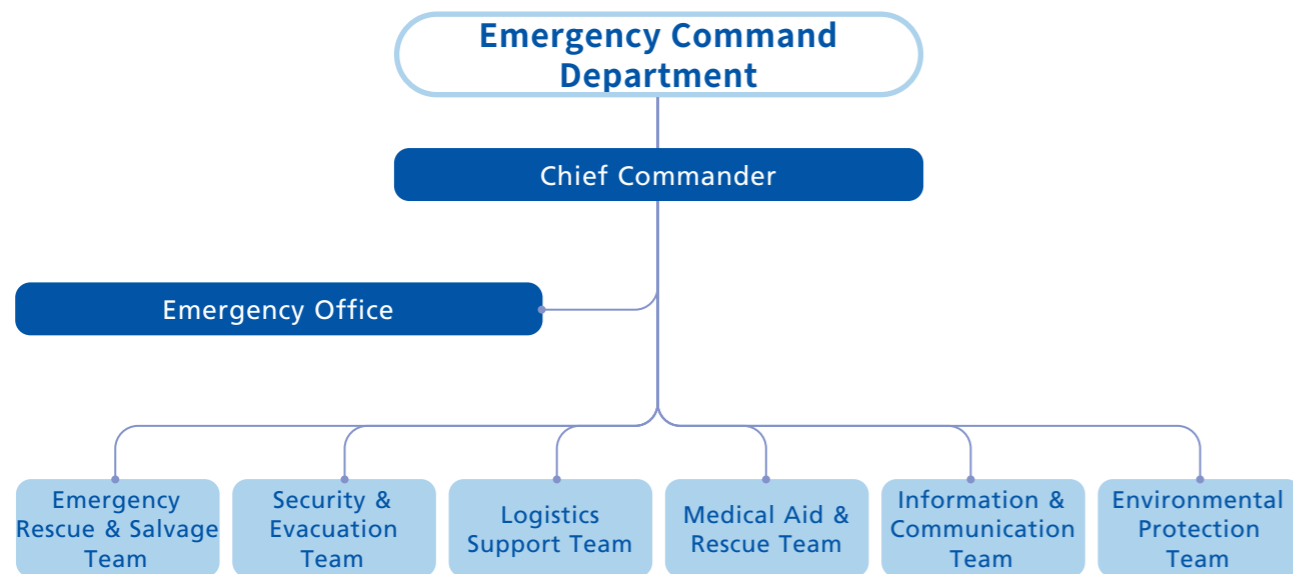 Emergency Command
Department
Chief Commander
Emergency Office
Emergency
Rescue & Salvage
Team
Security &
Evacuation
Team
Logistics
Support Team
Medical Aid &
Rescue Team
Information &
Communication
Team
Environmental
Protection
Team